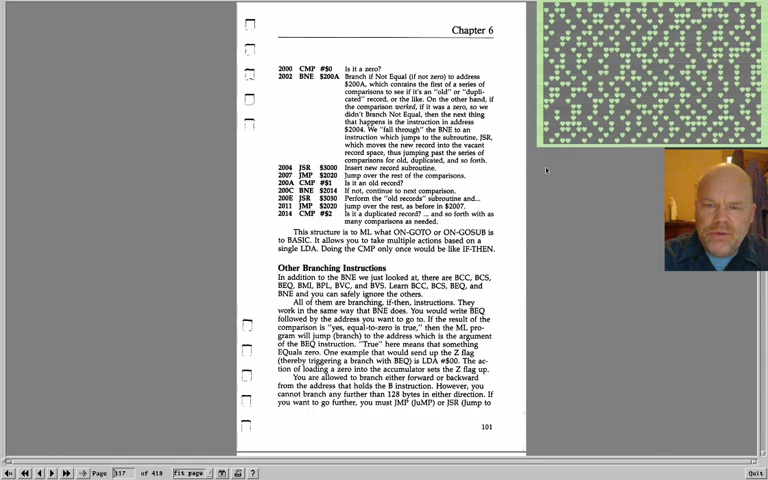 Chapter 6
2000 CMP #$0 Is it a zero?
2002 BNE $200A Branch if Not Equal (if not zero) to address
$200A, which contains the first of a series of
comparisons to see if it's an "old" or "dupli-
cated" record, or the like. On the other hand, if
the comparison worked, if it was a zero, so we
didn't Branch Not Equal, then the next thing
that happens is the instruction in address
$2004. We "fall through" the BNE to an
instruction which jumps to the subroutine, JSR,
which moves the new record into the vacant
record space, thus jumping past the series of
comparisons for old, duplicated, and so forth.
2004 JSR $3000 Insert new record subroutine.
2007 JMP $2020 Jump over the rest of the comparisons.
200A CMP #$1 Is it an old record?
200C BNE $2014 If not, continue to next comparison.
200E JSR $3050 Perform the "old records" subroutine and...
2011 JMP $2020 jump over the rest, as before in $2007.
2014 CMP #$2 Is it a duplicated record? ... and so forth with as
many comparisons as needed.
This structure is to ML what ON-GOTO or ON-GOSUB is
to BASIC. It allows you to take multiple actions based on a
single LDA. Doing the CMP only once would be like IF-THEN.
Other Branching Instructions
In addition to the BNE we just looked at, there are BCC, BCS,
BEQ, BMI, BPL, BVC, and BVS. Learn BCC, BCS, BEQ, and
BNE and you can safely ignore the others.
All of them are branching, if-then, instructions. They
work in the same way that BNE does. You would write BEQ
followed by the address you want to go to. If the result of the
comparison is "yes, equal-to-zero is true," then the ML pro-
gram will jump (branch) to the address which is the argument
of the BEQ instruction. "True" here means that something
EQuals zero. One example that would send up the Z flag
(thereby triggering a branch with BEQ) is LDA #$00. The ac-
tion of loading a zero into the accumulator sets the Z flag up.
You are allowed to branch either forward or backward
from the address that holds the B instruction. However, you
cannot branch any further than 128 bytes in either direction. If
you want to go further, you must JMP (JuMP) or JSR (Jump to
101
Page 117 of 418 fit page ? Quit